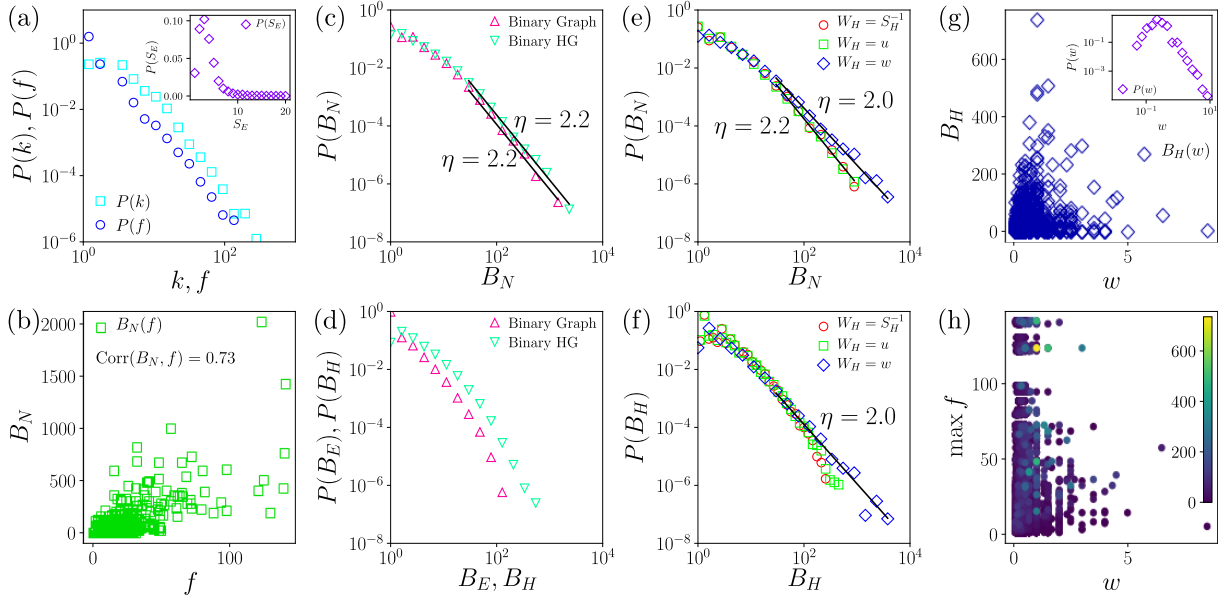 (a)
P(k), P(f)
10^0
10^-2
10^-4
10^-6
10^0
10^2
k, f
P(k)
P(f)
P(S_E)
0.10
0.05
0.00
10
20
S_E
P(S_E)
(b)
B_N
2000
1500
1000
500
0
0
100
f
B_N(f)
Corr(B_N, f) = 0.73
(c)
P(B_N)
10^0
10^-2
10^-4
10^-6
10^-8
10^0
10^2
10^4
B_N
Binary Graph
Binary HG
η = 2.2
η = 2.2
(d)
P(B_E), P(B_H)
10^0
10^-2
10^-4
10^-6
10^-8
10^0
10^2
10^4
B_E, B_H
Binary Graph
Binary HG
(e)
P(B_N)
10^0
10^-2
10^-4
10^-6
10^-8
10^0
10^2
10^4
B_N
W_H = S_H^-1
W_H = u
W_H = w
η = 2.0
η = 2.2
(f)
P(B_H)
10^0
10^-2
10^-4
10^-6
10^-8
10^0
10^2
10^4
B_H
W_H = S_H^-1
W_H = u
W_H = w
η = 2.0
(g)
B_H
600
400
200
0
0
5
w
B_H(w)
P(w)
10^-1
10^-3
P(w)
10^-1
10^1
w
(h)
max f
100
50
0
0
5
w
600
400
200
0